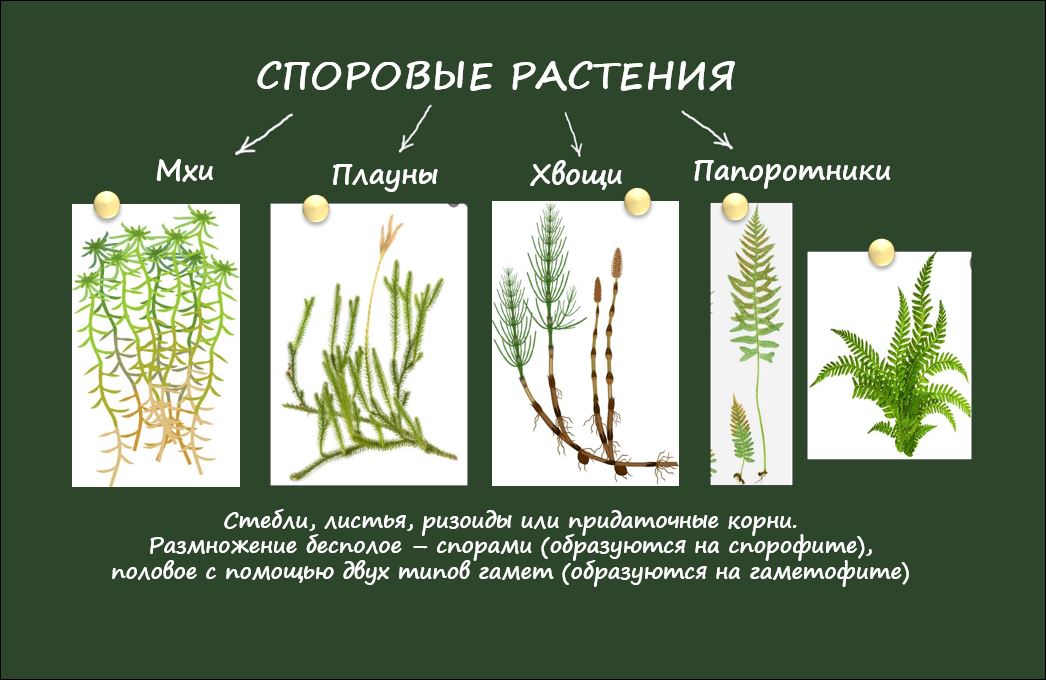 СПОРОВЫЕ РАСТЕНИЯ
Мхи
Плауны
Хвощи
Папоротники
Стебли, листья, ризоиды или придаточные корни.
Размножение бесполое – спорами (образуются на спорофите),
половое с помощью двух типов гамет (образуются на гаметофите)